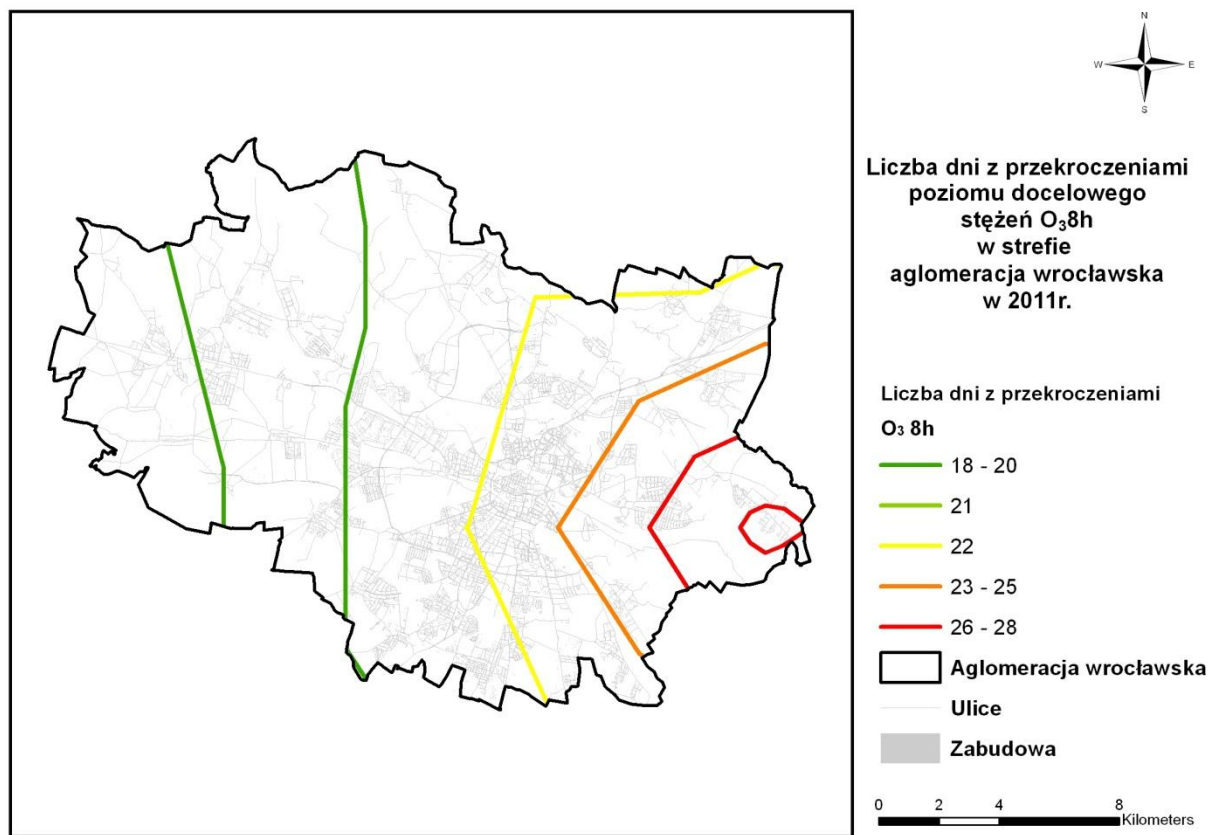 N
W E
S
Liczba dni z przekroczeniami
poziomu docelowego
stężeń O₃8h
w strefie
aglomeracja wrocławska
w 2011r.
Liczba dni z przekroczeniami
O₃ 8h
18 - 20
21
22
23 - 25
26 - 28
Aglomeracja wrocławska
Ulice
Zabudowa
0 2 4 8
Kilometers